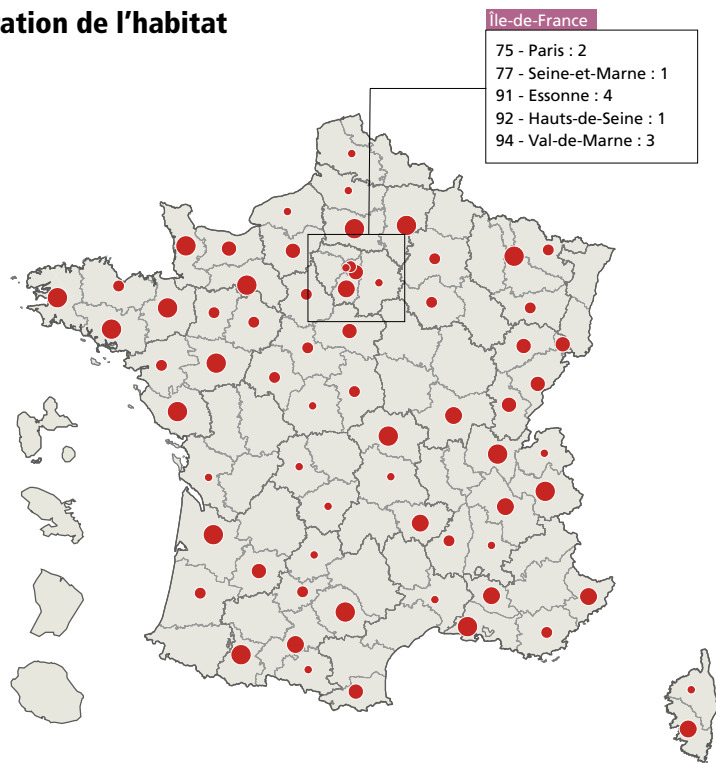 ation de l'habitat
Île-de-France
75 - Paris : 2
77 - Seine-et-Marne : 1
91 - Essonne : 4
92 - Hauts-de-Seine : 1
94 - Val-de-Marne : 3